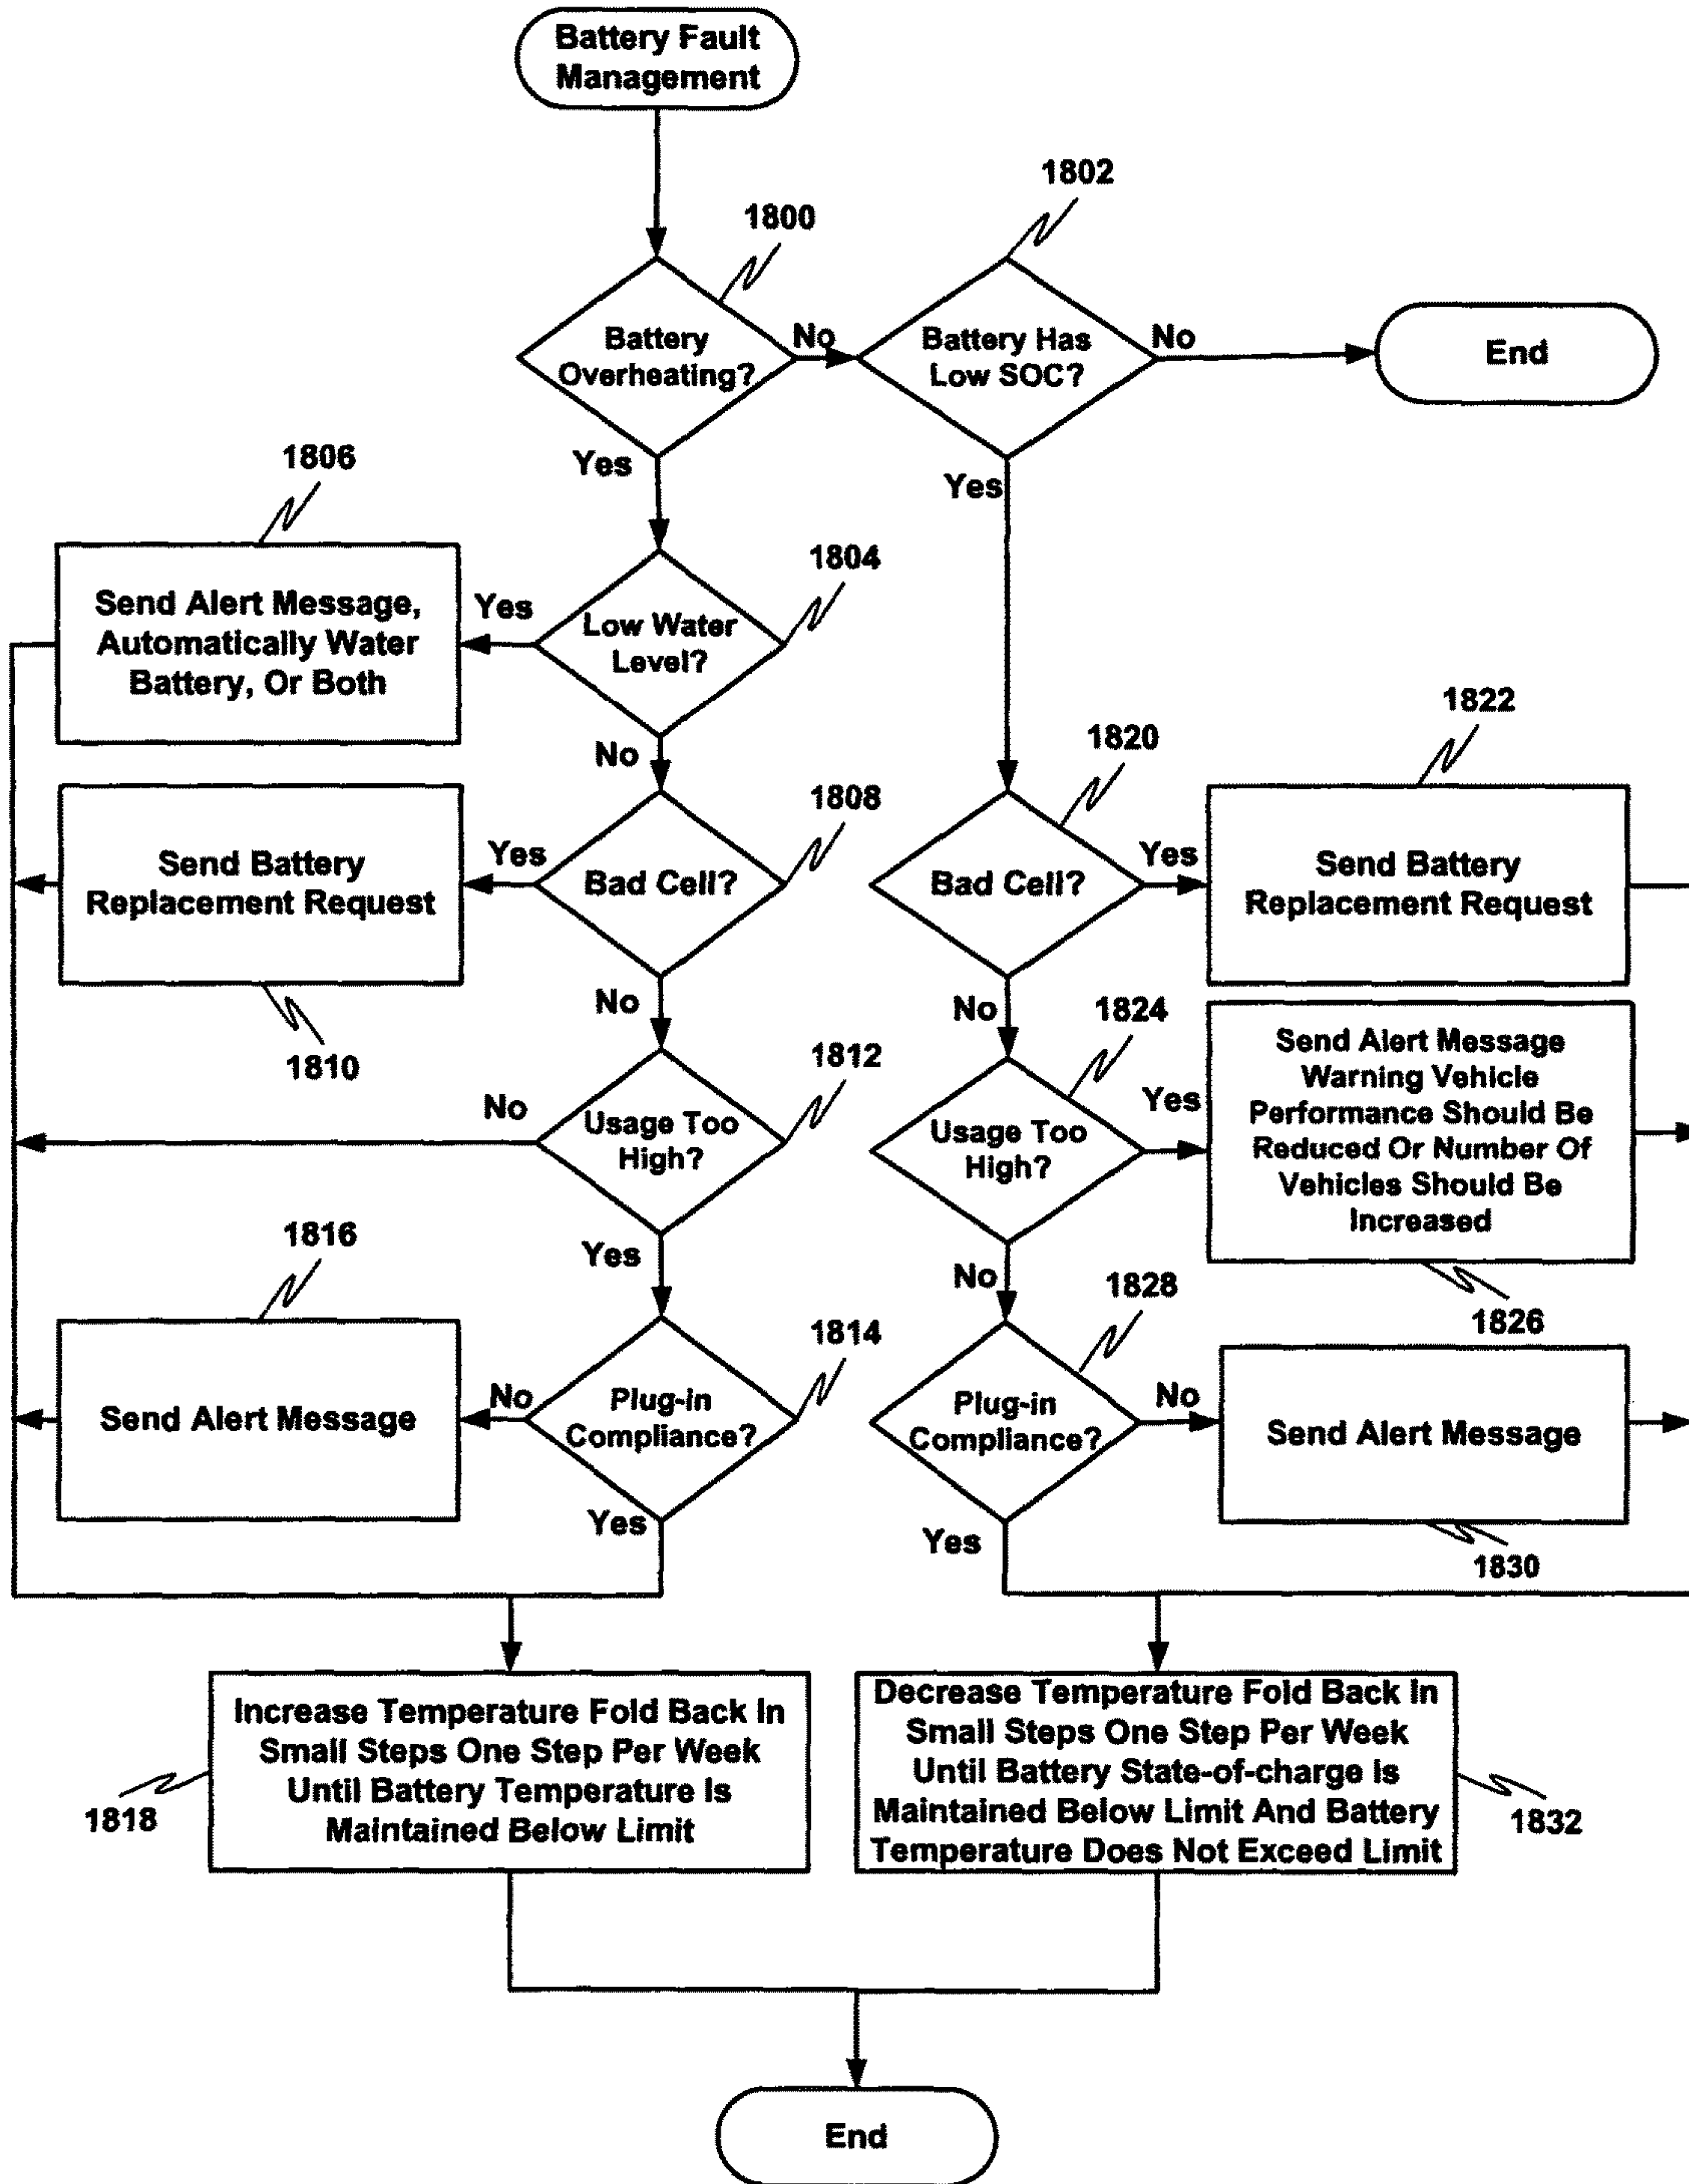 Battery Fault
Management
1802
1800
Battery
Overheating?
No
Battery Has
Low SOC?
No
End
Yes
Yes
1806
1804
Send Alert Message,
Automatically Water
Battery, Or Both
Yes
Low Water
Level?
No
1822
1820
1808
Send Battery
Replacement Request
Yes
Bad Cell?
Bad Cell?
Yes
Send Battery
Replacement Request
No
No
1810
1812
1824
Send Alert Message
Warning Vehicle
Performance Should Be
Reduced Or Number Of
Vehicles Should Be
Increased
No
Usage Too
High?
Usage Too
High?
Yes
Yes
No
1826
1816
1814
1828
Send Alert Message
No
Plug-in
Compliance?
Plug-in
Compliance?
No
Send Alert Message
Yes
Yes
1830
Increase Temperature Fold Back In
Small Steps One Step Per Week
Until Battery Temperature Is
Maintained Below Limit
1818
Decrease Temperature Fold Back In
Small Steps One Step Per Week
Until Battery State-of-charge Is
Maintained Below Limit And Battery
Temperature Does Not Exceed Limit
1832
End